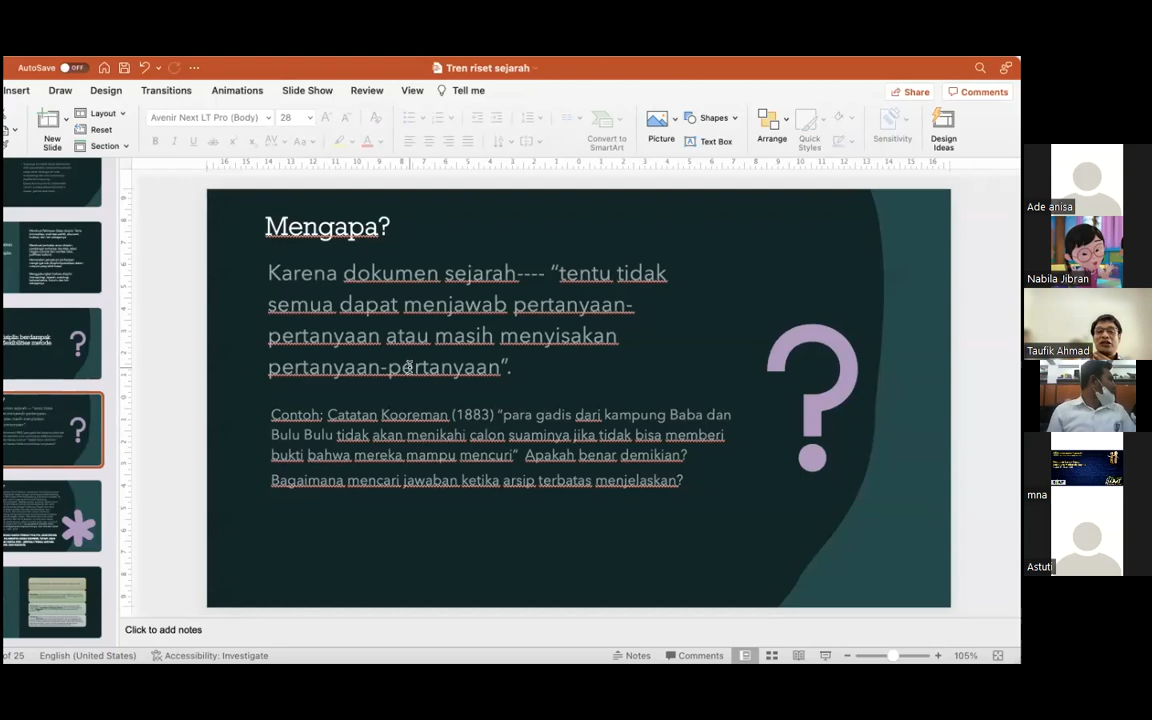 AutoSave OFF
Tren riset sejarah
Insert Draw Design Transitions Animations Slide Show Review View Tell me
Share Comments
New Slide
Layout
Reset
Section
Avenir Next LT Pro (Body) 28
Convert to SmartArt
Picture
Shapes
Text Box
Arrange
Quick Styles
Sensitivity
Design Ideas
Mengapa?
Karena dokumen sejarah---- “tentu tidak
semua dapat menjawab pertanyaan-
pertanyaan atau masih menyisakan
pertanyaan-pertanyaan”.
?
Contoh; Catatan Kooreman (1883) “para gadis dari kampung Baba dan
Bulu Bulu tidak akan menikahi calon suaminya jika tidak bisa memberi
bukti bahwa mereka mampu mencuri” Apakah benar demikian?
Bagaimana mencari jawaban ketika arsip terbatas menjelaskan?
Click to add notes
of 25 English (United States) Accessibility: Investigate Notes Comments 105%
Ade anisa
Nabila Jibran
Taufik Ahmad
mna
Astuti